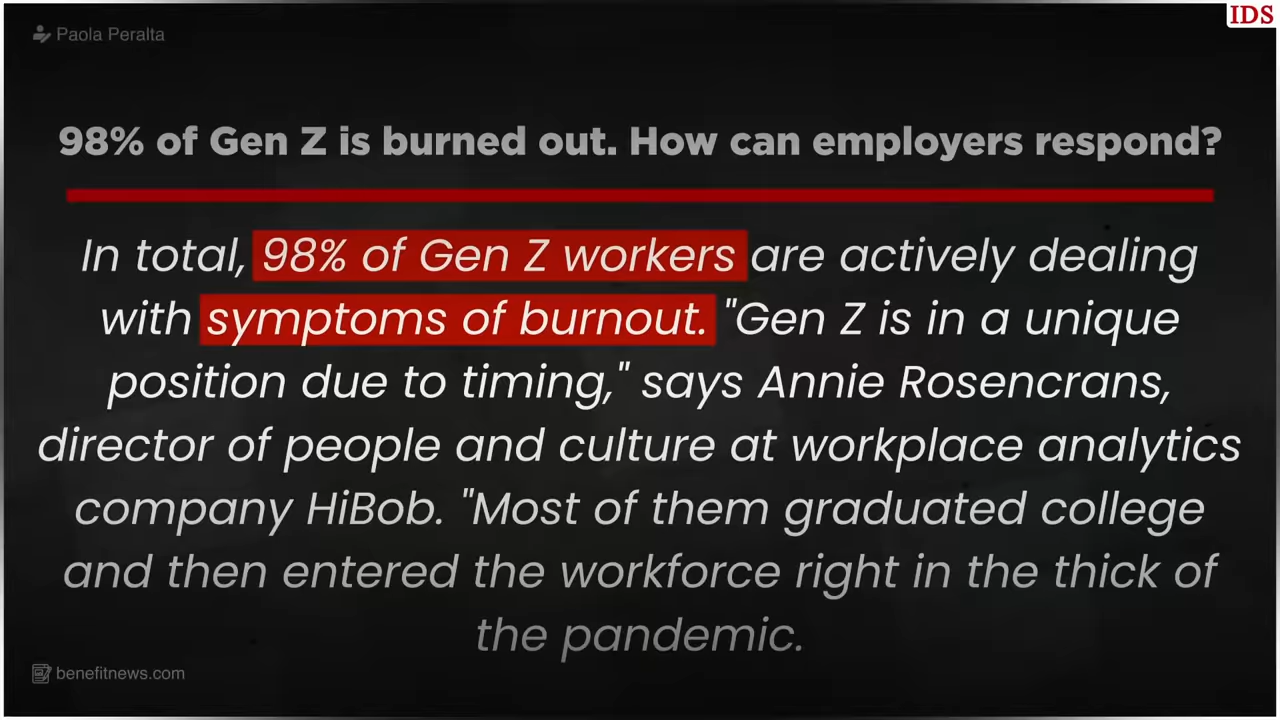 IDS
Paola Peralta
98% of Gen Z is burned out. How can employers respond?
In total, 98% of Gen Z workers are actively dealing
with symptoms of burnout. "Gen Z is in a unique
position due to timing," says Annie Rosencrans,
director of people and culture at workplace analytics
company HiBob. "Most of them graduated college
and then entered the workforce right in the thick of
the pandemic.
benefitnews.com